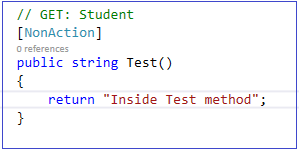 // GET: Student
[NonAction]
0 references
public string Test()
{
return "Inside Test method";
}